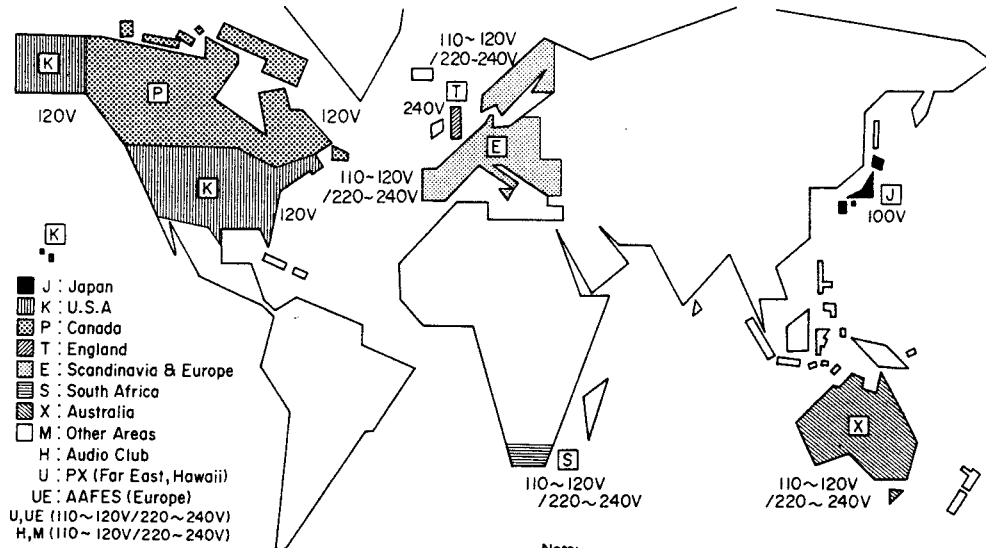 110~120V
/220~240V
K
P
T
240V
120V
120V
E
110~120V
/220~240V
K
J
120V
100V
K
J : Japan
K : U.S.A
P : Canada
T : England
E : Scandinavia & Europe
S : South Africa
X : Australia
M : Other Areas
H : Audio Club
U : PX (Far East, Hawaii)
UE : AAFES (Europe)
U,UE (110~120V/220~240V)
H,M (110~120V/220~240V)
X
S
110~120V
/220~240V
110~120V
/220~240V